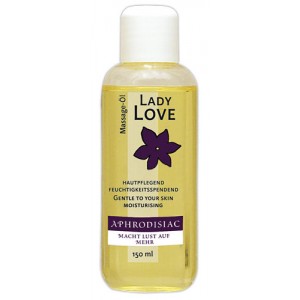 Massage-Öl
LADY
LOVE
HAUTPFLEGEND
FEUCHTIGKEITSSPENDEND
GENTLE TO YOUR SKIN
MOISTURISING
APHRODISIAC
MACHT LUST AUF
MEHR
150 ml